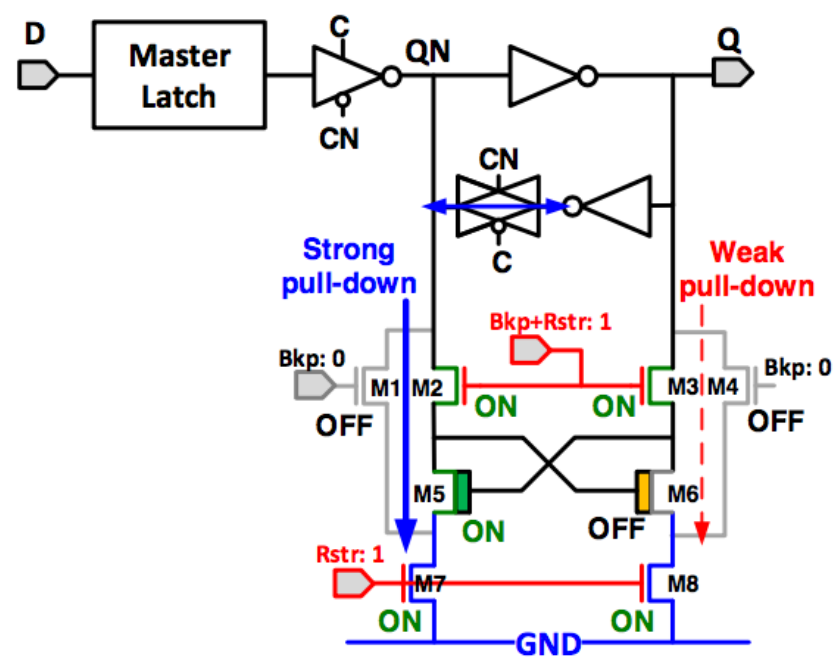 D
Master
Latch
C
CN
QN
Q
CN
C
Strong
pull-down
Weak
pull-down
Bkp+Rstr: 1
Bkp: 0
M1
M2
M3
M4
Bkp: 0
OFF
ON
ON
OFF
M5
M6
ON
OFF
Rstr: 1
M7
M8
ON
ON
GND